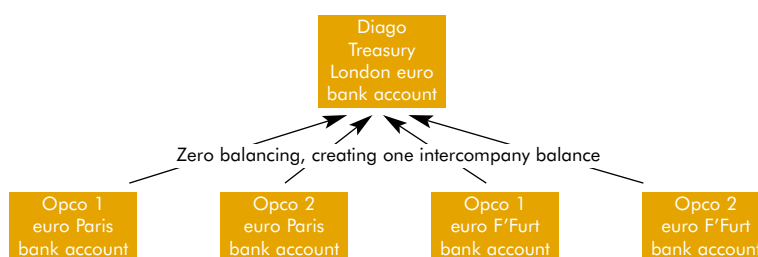 Diago
Treasury
London euro
bank account
Zero balancing, creating one intercompany balance
Opco 1
euro Paris
bank account
Opco 2
euro Paris
bank account
Opco 1
euro F'Furt
bank account
Opco 2
euro F'Furt
bank account